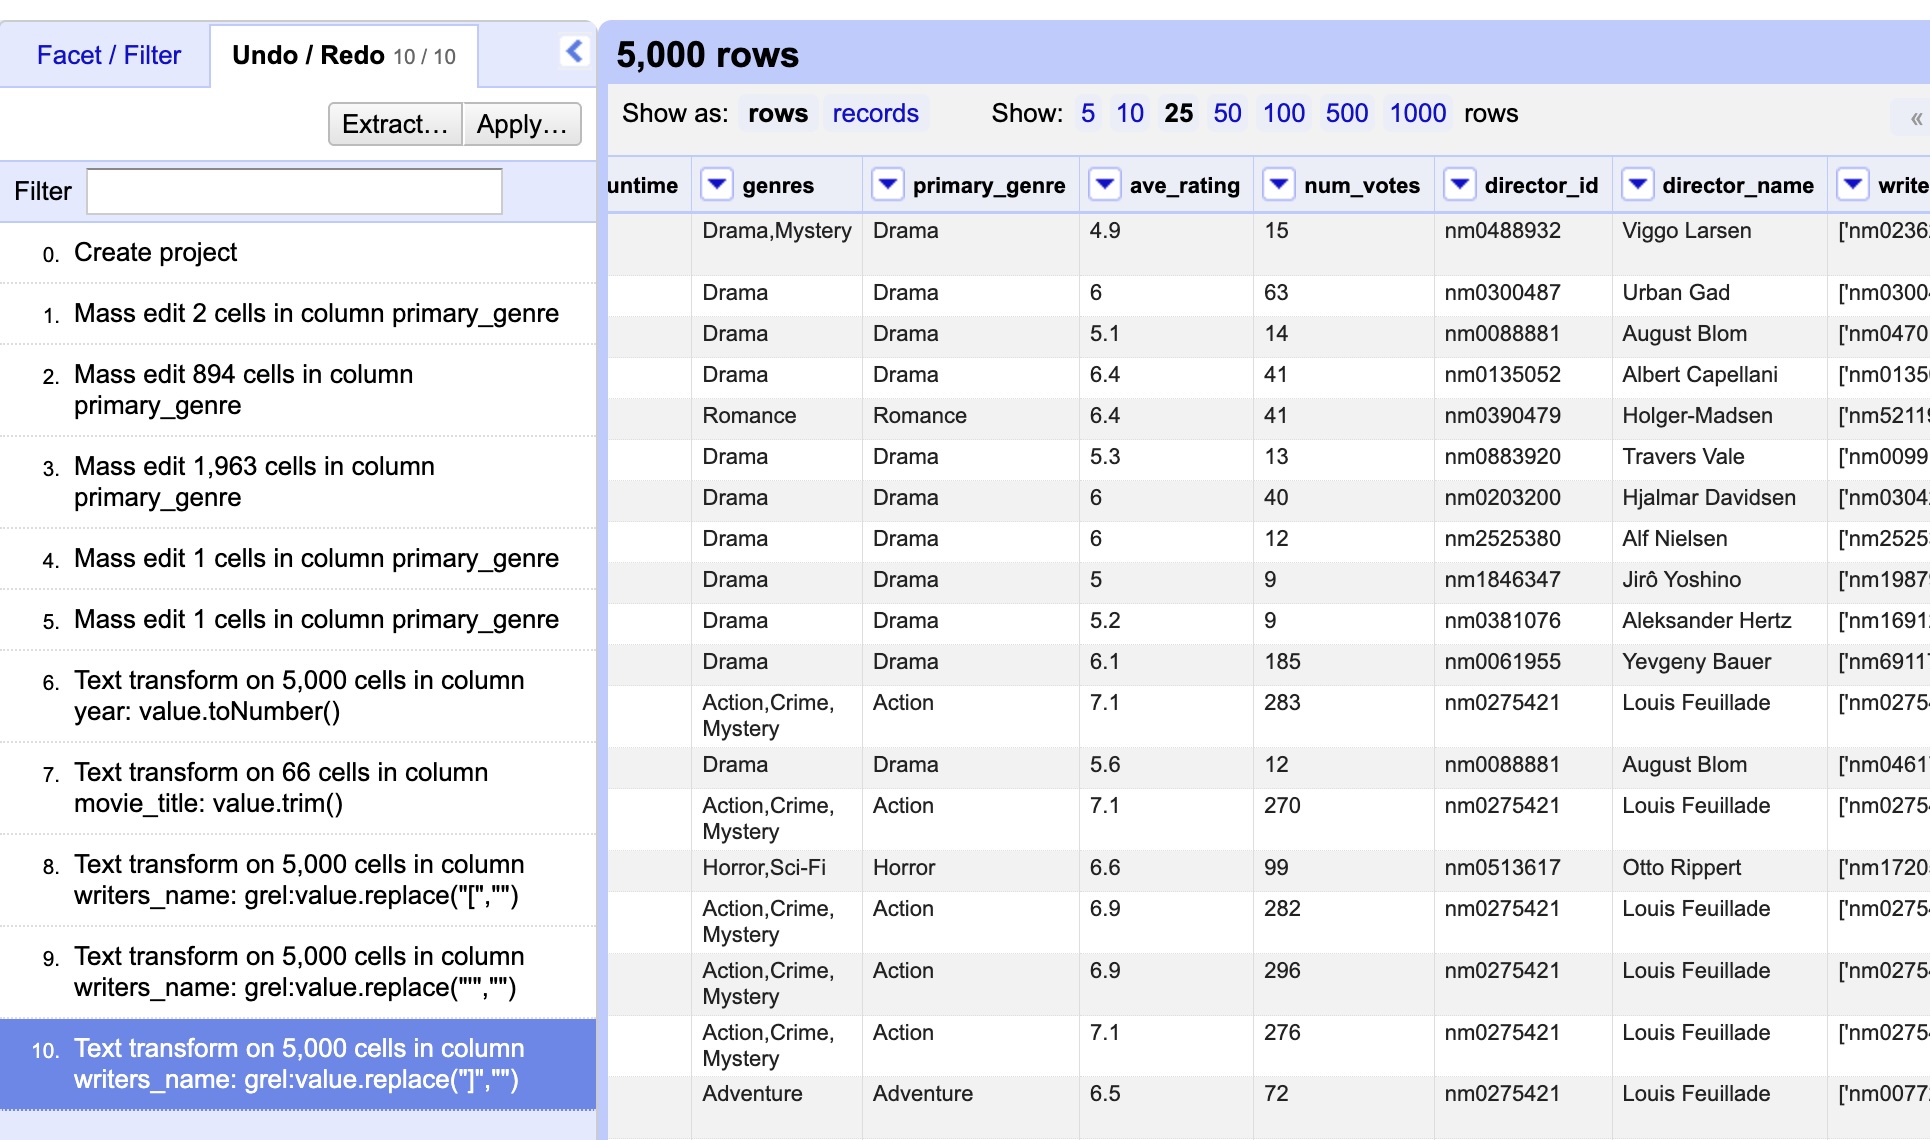 Facet / Filter
Undo / Redo 10 / 10
Extract...
Apply...
Filter
0. Create project
1. Mass edit 2 cells in column primary_genre
2. Mass edit 894 cells in column
primary_genre
3. Mass edit 1,963 cells in column
primary_genre
4. Mass edit 1 cells in column primary_genre
5. Mass edit 1 cells in column primary_genre
6. Text transform on 5,000 cells in column
year: value.toNumber()
7. Text transform on 66 cells in column
movie_title: value.trim()
8. Text transform on 5,000 cells in column
writers_name: grel:value.replace("[","")
9. Text transform on 5,000 cells in column
writers_name: grel:value.replace("'","")
10. Text transform on 5,000 cells in column
writers_name: grel:value.replace("]","")
5,000 rows
Show as: rows records Show: 5 10 25 50 100 500 1000 rows «
untime genres primary_genre ave_rating num_votes director_id director_name write
Drama,Mystery Drama 4.9 15 nm0488932 Viggo Larsen ['nm0236
Drama Drama 6 63 nm0300487 Urban Gad ['nm0300
Drama Drama 5.1 14 nm0088881 August Blom ['nm0470
Drama Drama 6.4 41 nm0135052 Albert Capellani ['nm0135
Romance Romance 6.4 41 nm0390479 Holger-Madsen ['nm5211
Drama Drama 5.3 13 nm0883920 Travers Vale ['nm0099
Drama Drama 6 40 nm0203200 Hjalmar Davidsen ['nm0304
Drama Drama 6 12 nm2525380 Alf Nielsen ['nm2525
Drama Drama 5 9 nm1846347 Jirô Yoshino ['nm1987
Drama Drama 5.2 9 nm0381076 Aleksander Hertz ['nm1691
Drama Drama 6.1 185 nm0061955 Yevgeny Bauer ['nm6911
Action,Crime, Action 7.1 283 nm0275421 Louis Feuillade ['nm0275
Mystery
Drama Drama 5.6 12 nm0088881 August Blom ['nm0461
Action,Crime, Action 7.1 270 nm0275421 Louis Feuillade ['nm0275
Mystery
Horror,Sci-Fi Horror 6.6 99 nm0513617 Otto Rippert ['nm1720
Action,Crime, Action 6.9 282 nm0275421 Louis Feuillade ['nm0275
Mystery
Action,Crime, Action 6.9 296 nm0275421 Louis Feuillade ['nm0275
Mystery
Action,Crime, Action 7.1 276 nm0275421 Louis Feuillade ['nm0275
Mystery
Adventure Adventure 6.5 72 nm0275421 Louis Feuillade ['nm0077